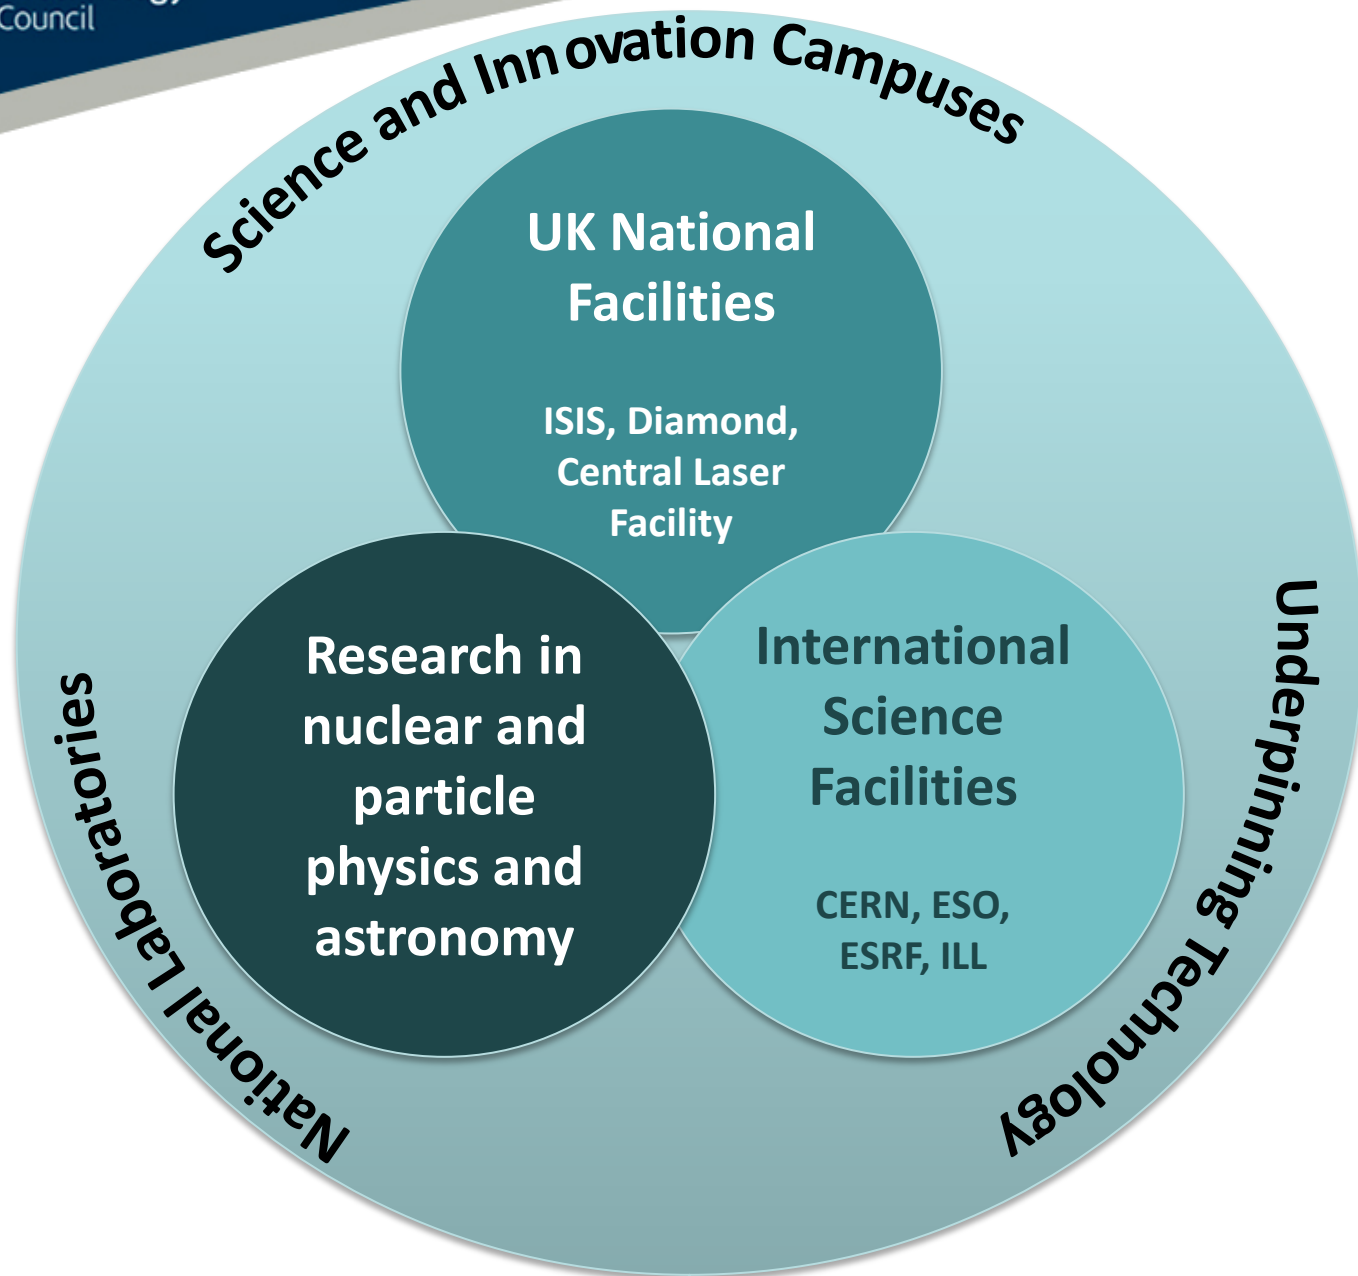 Council
Science and Innovation Campuses
UK National
Facilities
ISIS, Diamond,
Central Laser
Facility
Research in
nuclear and
particle
physics and
astronomy
International
Science
Facilities
CERN, ESO,
ESRF, ILL
National Laboratories
Underpinning Technology